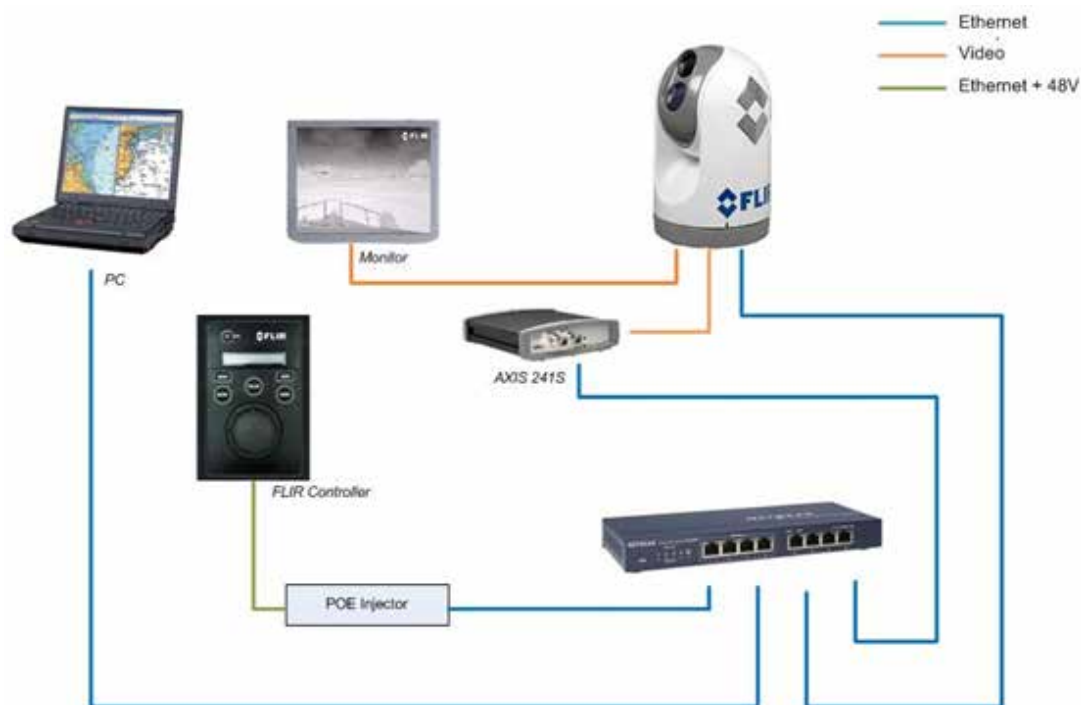 Ethernet
Video
Ethernet + 48V
FLIR
FLIR
PC
Monitor
FLIR
AXIS 241S
FLIR Controller
NETGEAR
POE Injector